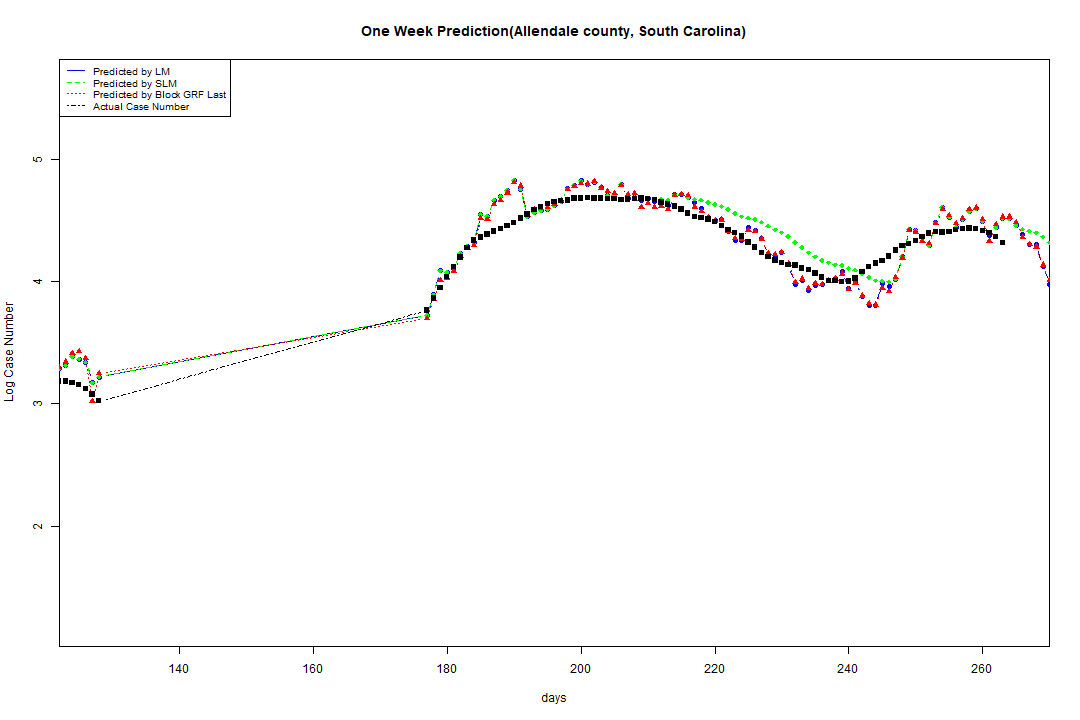 One Week Prediction(Allendale county, South Carolina)
Predicted by LM
Predicted by SLM
Predicted by Block GRF Last
Actual Case Number
5
4
3
2
Log Case Number
140 160 180 200 220 240 260
days